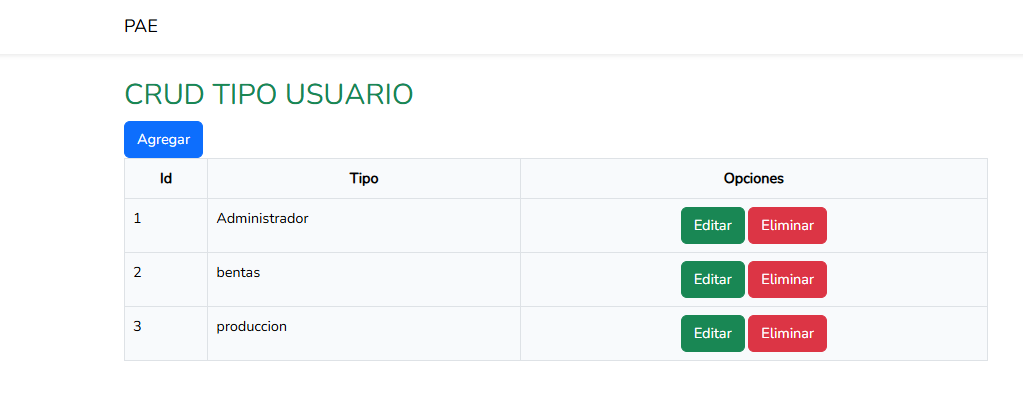 PAE
CRUD TIPO USUARIO
Agregar
Id Tipo Opciones
1 Administrador Editar Eliminar
2 bentas Editar Eliminar
3 produccion Editar Eliminar